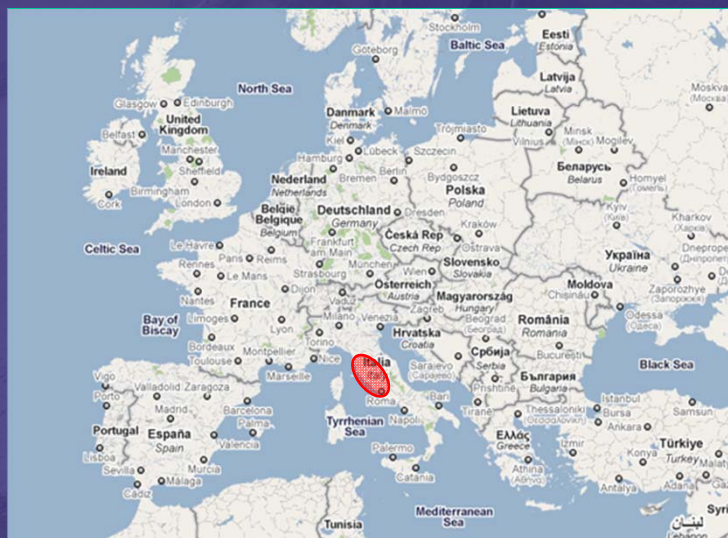 Stockholm
Göteborg
Baltic Sea
Eesti
Estonia
Latvija
Latvia
Moskva
North Sea
Glasgow
Edinburgh
Danmark
Denmark
Malmö
Lietuva
Lithuania
Vilnius
United
Kingdom
Belfast
Kiel
Lübeck
Trójmiasto
Minsk
Mogilev
Manchester
Hamburg
Szczecin
Беларусь
Belarus
Ireland
Sheffield
Bremen
Berlin
Bydgoszcz
Homyel
Nederland
Netherlands
Polska
Poland
Birmingham
Cork
London
België
Belgique
Belgium
Deutschland
Germany
Dresden
Kyiv
Kharkov
Celtic Sea
Le Havre
Frankfurt
am Main
Česká Rep
Czech Rep
Kraków
Ostrava
Україна
Ukraine
Paris
Reims
Rennes
Le Mans
Strasbourg
München
Wien
Slovensko
Slovakia
Zaporozhye
Nantes
France
Dijon
Vaduz
Österreich
Austria
Magyarország
Hungary
Moldova
Chișinău
Odessa
Bay of
Biscay
Limoges
Lyon
Milano
Venezia
Zagreb
Hrvatska
Croatia
Beograd
România
Romania
Bordeaux
Torino
Toulouse
Montpellier
Nice
Marseille
Italia
Sarajevo
Србија
Serbia
Bucuresti
Black Sea
Vigo
Porto
Valladolid
Zaragoza
Roma
Napoli
Bari
Prishtine
България
Bulgaria
Madrid
Barcelona
Palma
Tyrrhenian
Sea
Tiranë
Thessaloniki
Istanbul
Bursa
Samsun
Ankara
Portugal
España
Spain
Valencia
Ελλάς
Greece
Izmir
Türkiye
Turkey
Lisboa
Murcia
Palermo
Catania
Athina
Konya
Sevilla
Málaga
Cádiz
Antalya
Tunisia
Mediterranean
Sea
لبنان